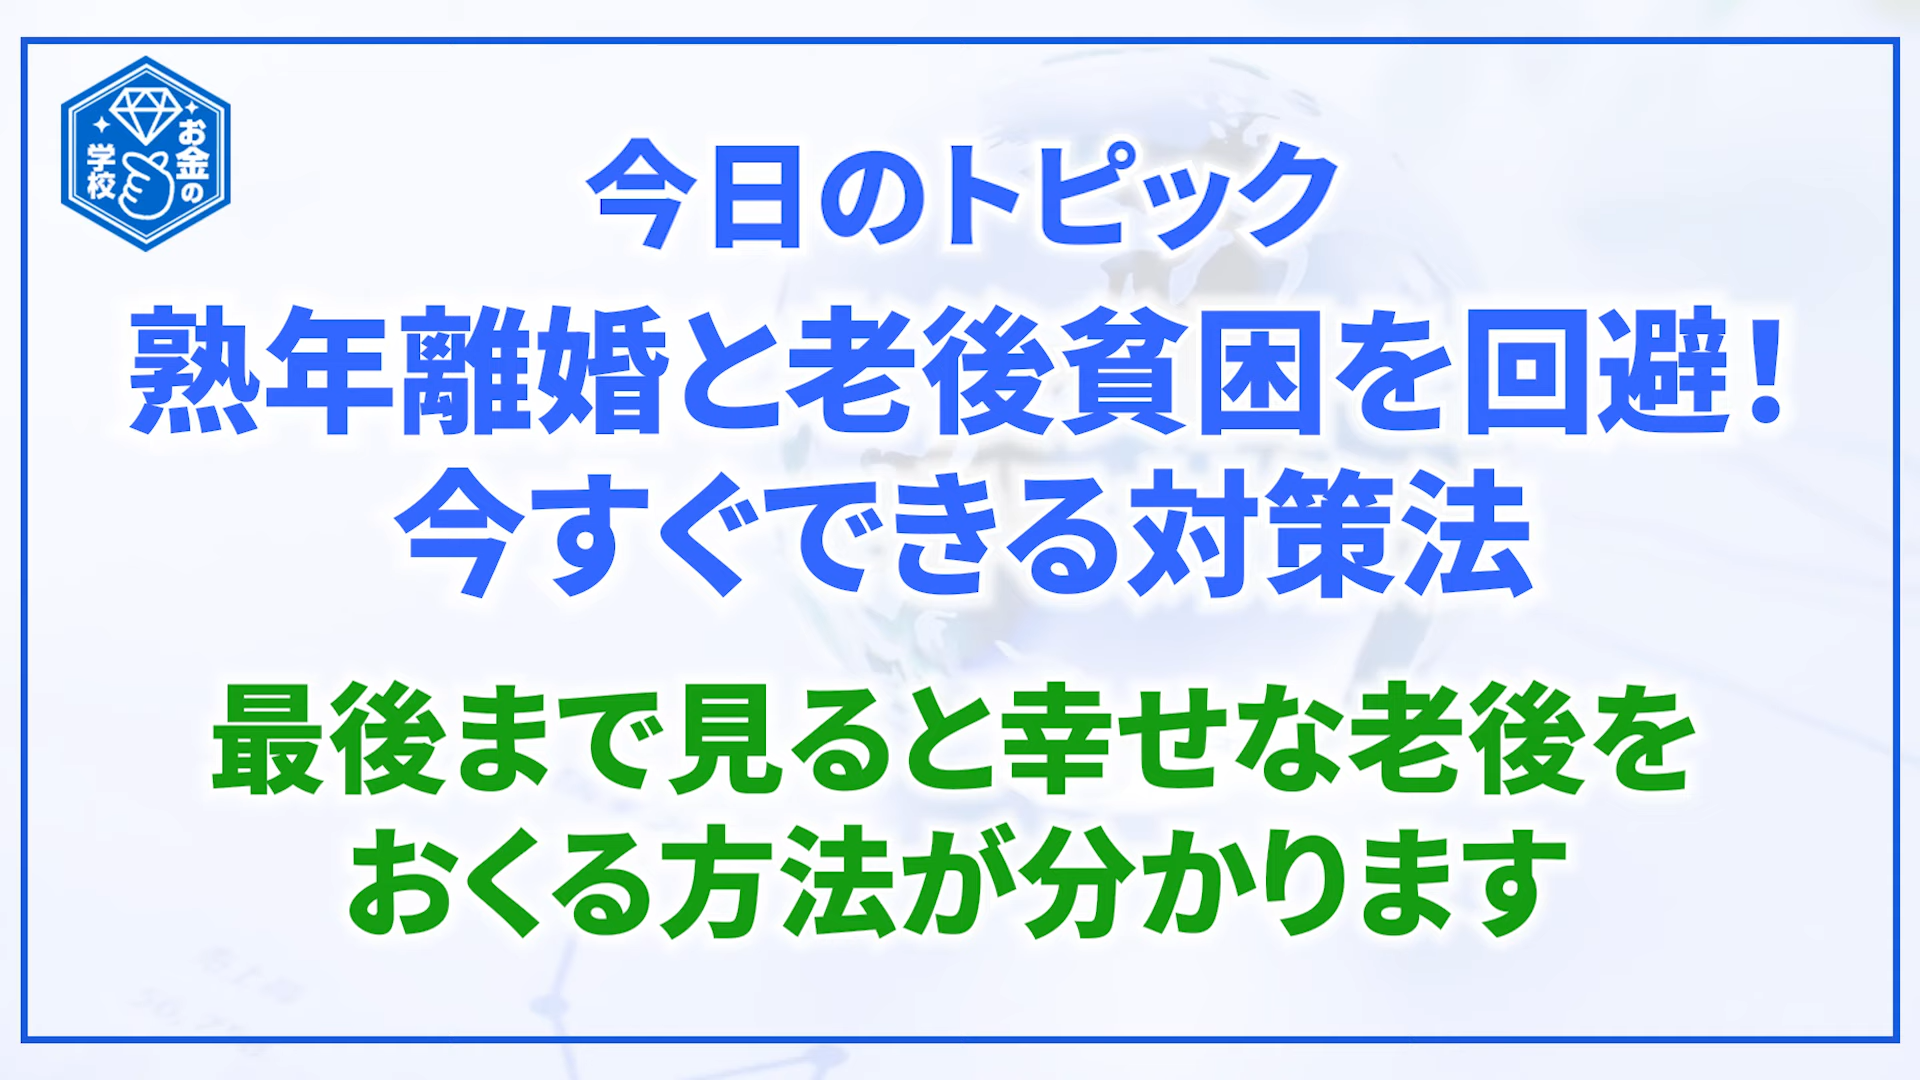 お金の
学校
今日のトピック
熟年離婚と老後貧困を回避！
今すぐできる対策法
最後まで見ると幸せな老後を
おくる方法が分かります